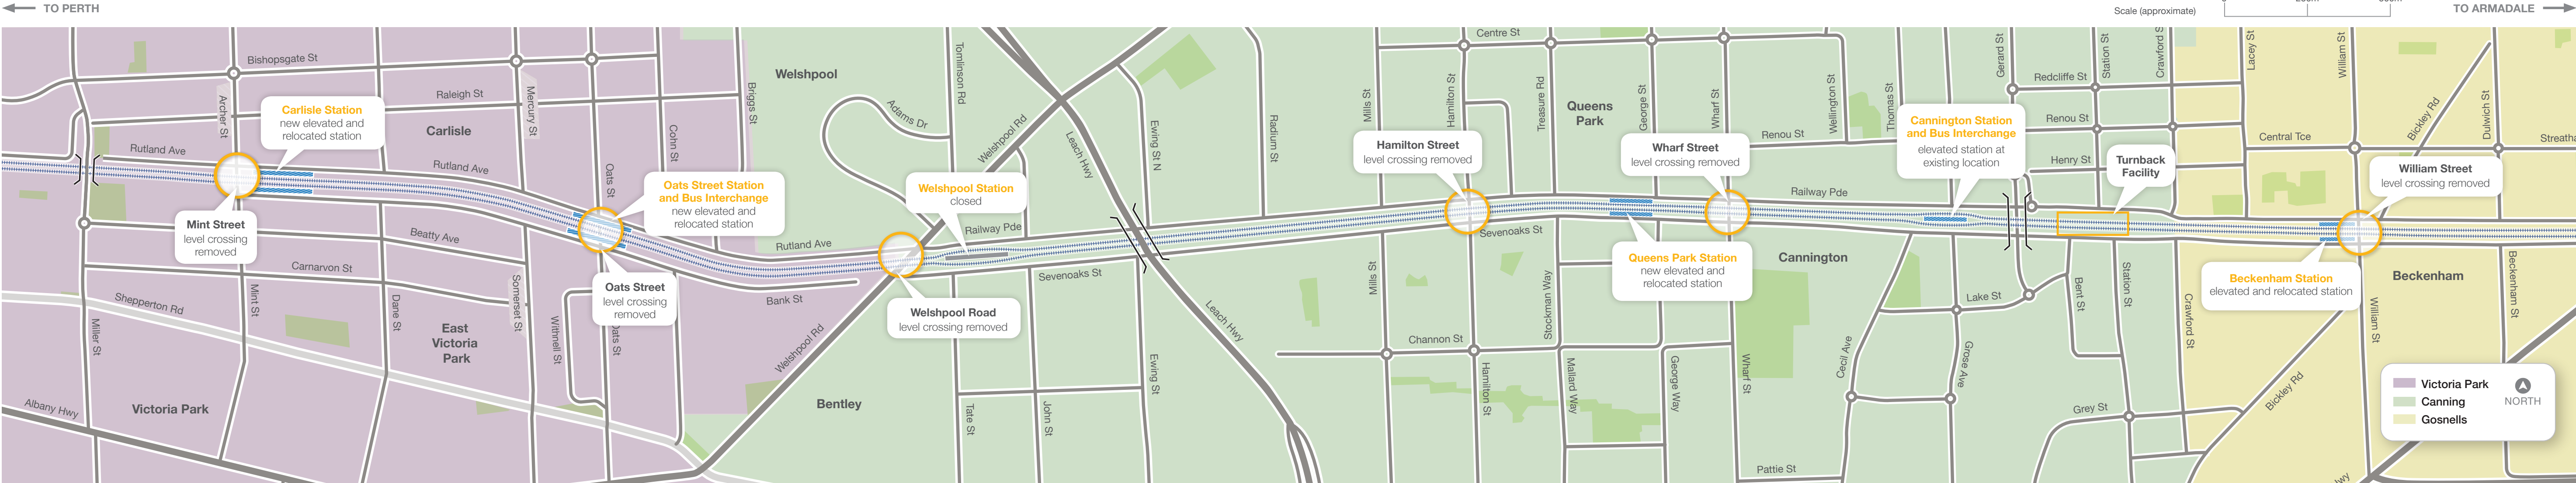 TO PERTH
Scale (approximate)
TO ARMADALE
Bishopsgate St
Raleigh St
Archer St
Carlisle Station
new elevated and
relocated station
Carlisle
Mercury St
Rutland Ave
Rutland Ave
Oats St
Cohn St
Briggs St
Mint Street
level crossing
removed
Oats Street Station
and Bus Interchange
new elevated and
relocated station
Beatty Ave
Carnarvon St
Shepperton Rd
Miller St
Mint St
Dane St
Somerset St
East
Victoria
Park
Withnell St
Oats St
Oats Street
level crossing
removed
Albany Hwy
Victoria Park
Welshpool
Adams Dr
Tomlinson Rd
Welshpool Rd
Leach Hwy
Ewing St N
Radium St
Welshpool Station
closed
Railway Pde
Rutland Ave
Bank St
Sevenoaks St
Welshpool Road
level crossing removed
Welshpool Rd
Bentley
Tate St
John St
Ewing St
Leach Hwy
Centre St
Mills St
Hamilton St
Treasure Rd
Queens
Park
George St
Wharf St
Wellington St
Thomas St
Renou St
Hamilton Street
level crossing removed
Wharf Street
level crossing removed
Railway Pde
Sevenoaks St
Queens Park Station
new elevated and
relocated station
Cannington
Mills St
Stockman Way
Channon St
Hamilton St
Mallard Way
George Way
Wharf St
Pattie St
Cecil Ave
Grose Ave
Lake St
Gerard St
Redcliffe St
Station St
Crawford S
Renou St
Henry St
Cannington Station
and Bus Interchange
elevated station at
existing location
Turnback
Facility
Bent St
Station St
Crawford St
Grey St
Lacey St
William St
Bickley Rd
Dulwich St
Central Tce
Streatha
William Street
level crossing removed
Beckenham Station
elevated and relocated station
Beckenham
Beckenham St
William St
Bickley Rd
Victoria Park
Canning
Gosnells
NORTH